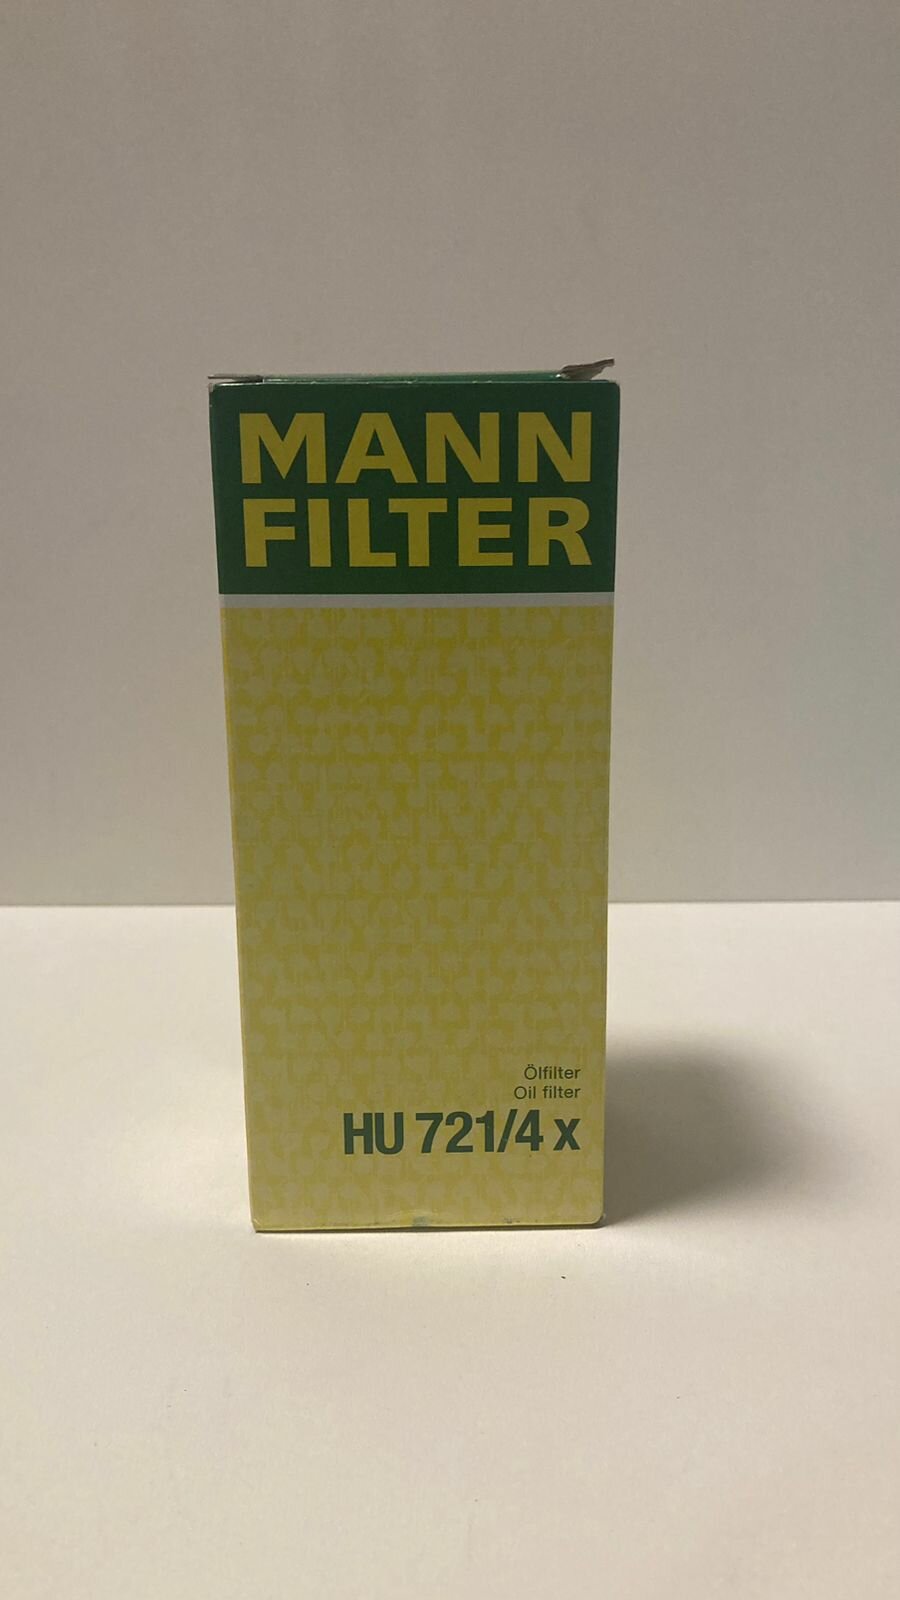 MANN
FILTER
Ölfilter
Oil filter
HU 721/4 x